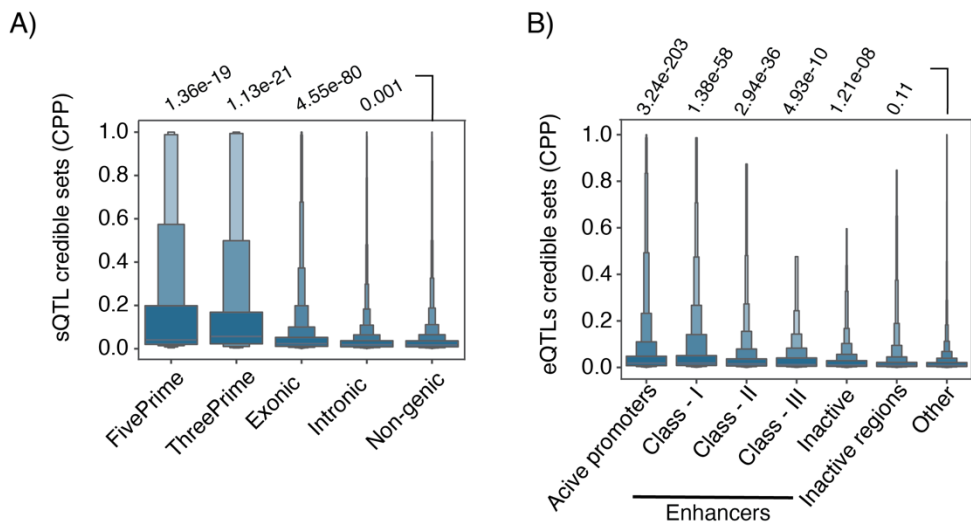 A)
1.36e-19
1.13e-21
4.55e-80
0.001
sQTL credible sets (CPP)
1.0
0.8
0.6
0.4
0.2
0.0
FivePrime
ThreePrime
Exonic
Intronic
Non-genic
B)
3.24e-203
1.38e-58
2.94e-36
4.93e-10
1.21e-08
0.11
eQTLs credible sets (CPP)
1.0
0.8
0.6
0.4
0.2
0.0
Acive promoters
Class - I
Class - II
Class - III
Inactive
Inactive regions
Other
Enhancers